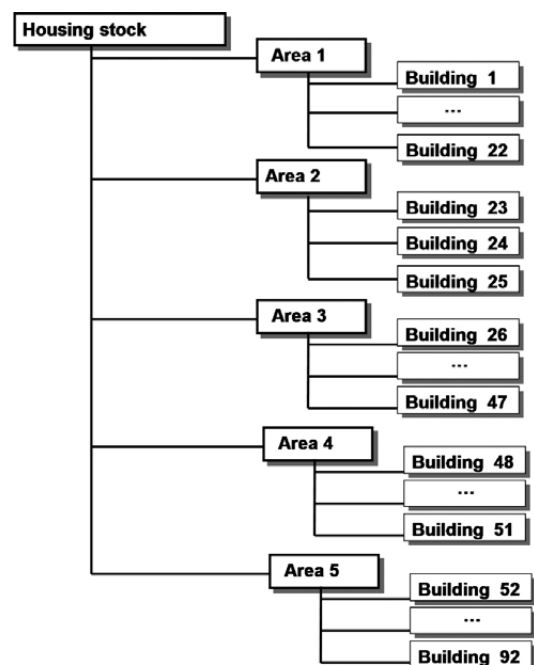 Housing stock
Area 1
Building 1
...
Building 22
Area 2
Building 23
Building 24
Building 25
Area 3
Building 26
...
Building 47
Area 4
Building 48
...
Building 51
Area 5
Building 52
...
Building 92